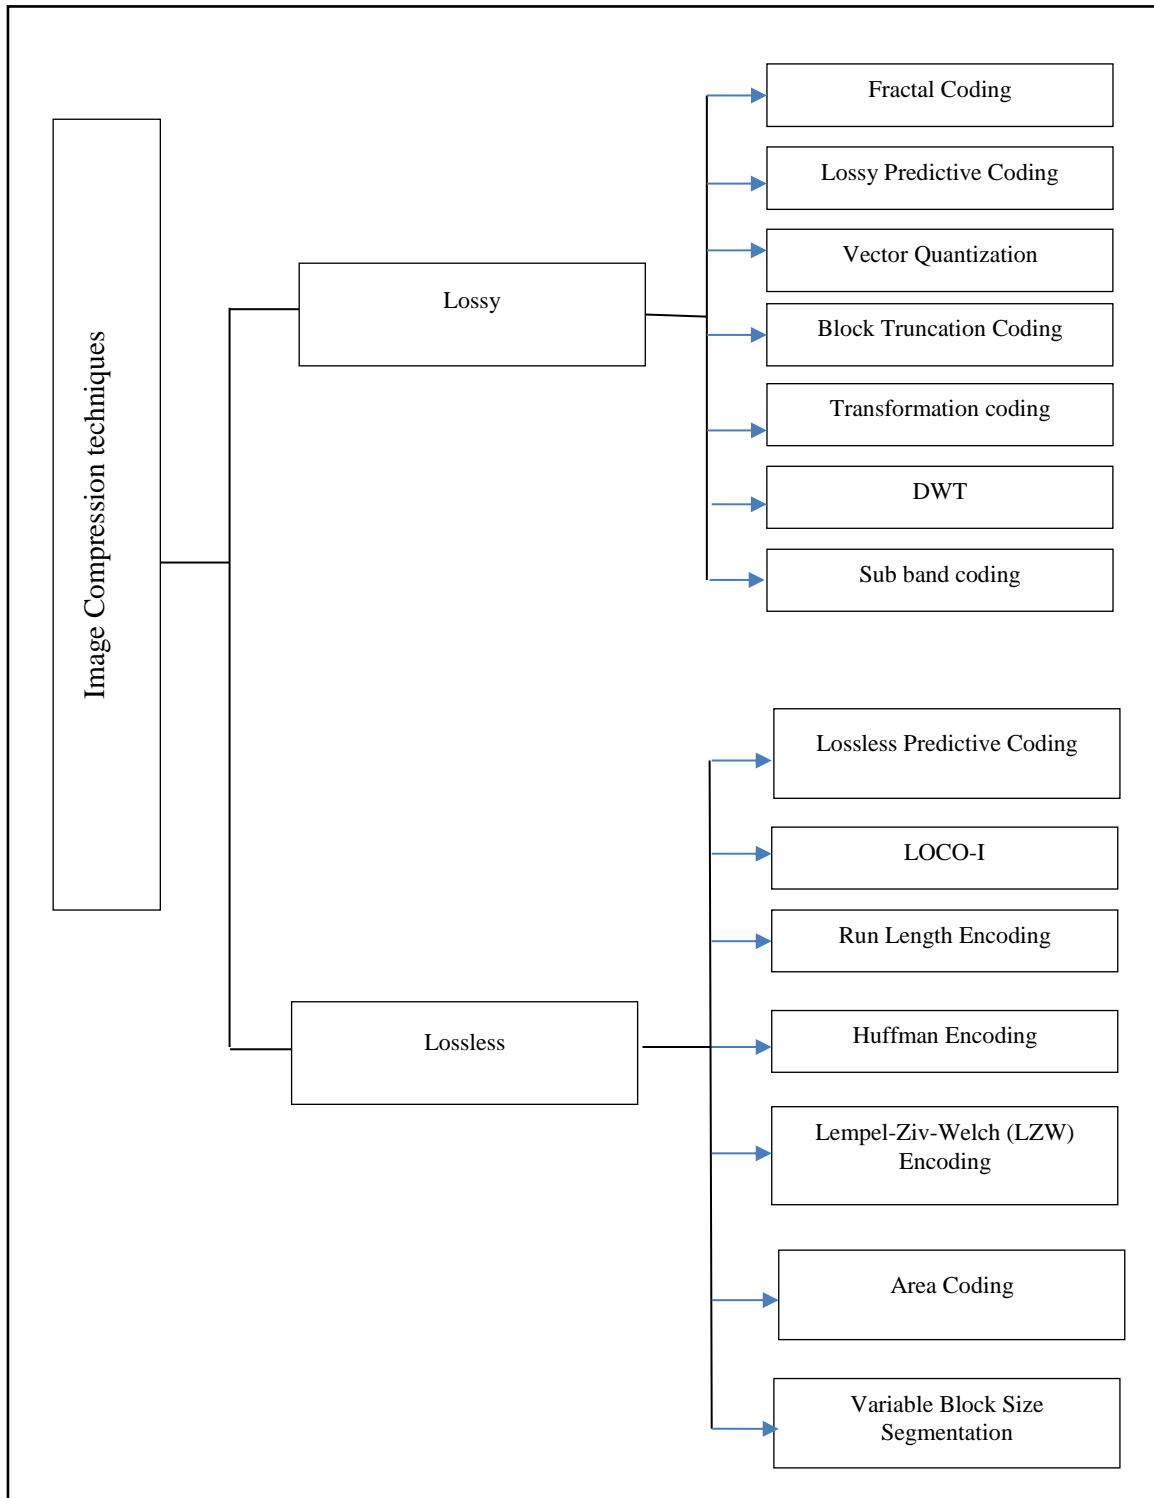 Image Compression techniques
Lossy
Fractal Coding
Lossy Predictive Coding
Vector Quantization
Block Truncation Coding
Transformation coding
DWT
Sub band coding
Lossless
Lossless Predictive Coding
LOCO-I
Run Length Encoding
Huffman Encoding
Lempel-Ziv-Welch (LZW)
Encoding
Area Coding
Variable Block Size
Segmentation